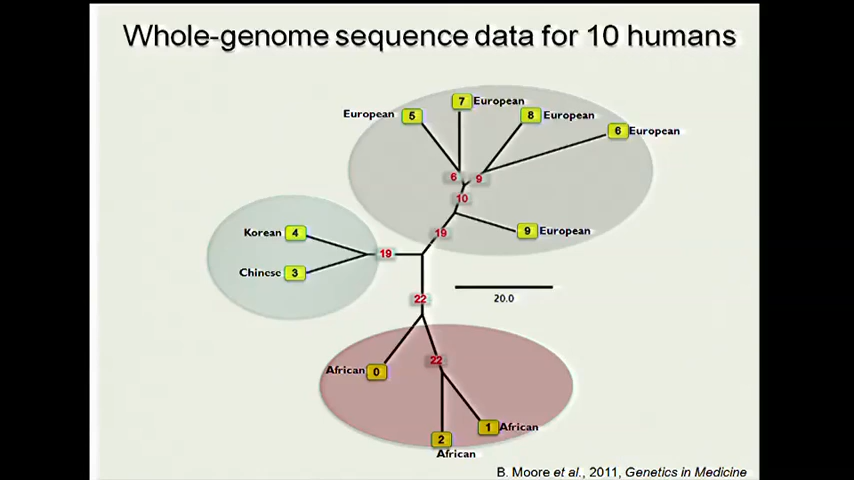 Whole-genome sequence data for 10 humans
7 European
European 5
8 European
6 European
6 9
10
Korean 4
19
9 European
19
Chinese 3
22
20.0
22
African 0
1 African
2
African
B. Moore et al., 2011, Genetics in Medicine